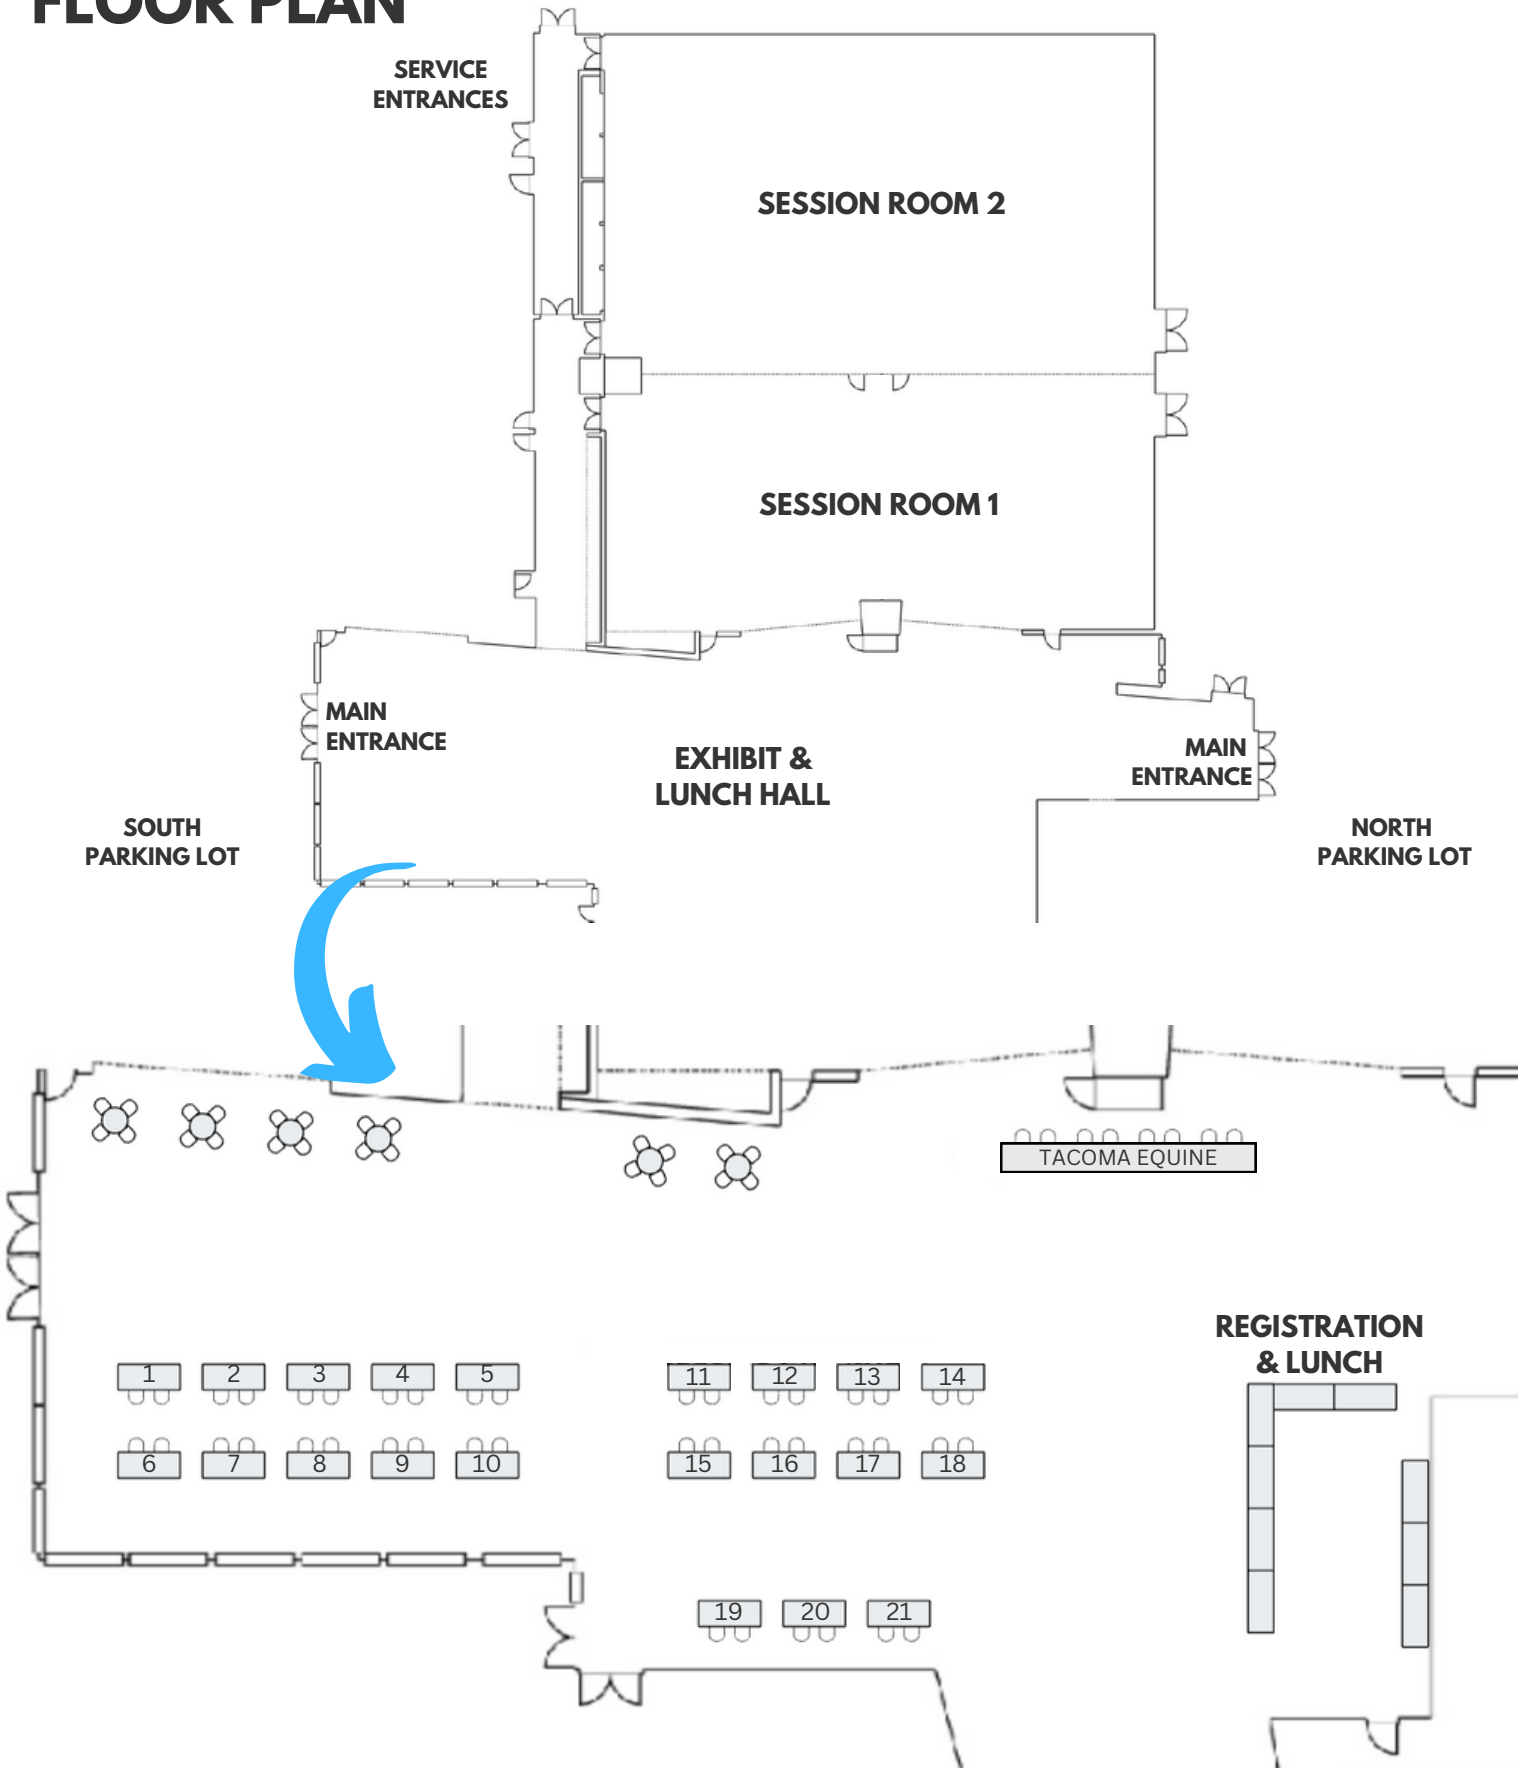 FLOOR PLAN
SERVICE
ENTRANCES
SESSION ROOM 2
SESSION ROOM 1
MAIN
ENTRANCE
EXHIBIT &
LUNCH HALL
MAIN
ENTRANCE
SOUTH
PARKING LOT
NORTH
PARKING LOT
TACOMA EQUINE
REGISTRATION
& LUNCH
1 2 3 4 5 11 12 13 14
6 7 8 9 10 15 16 17 18
19 20 21